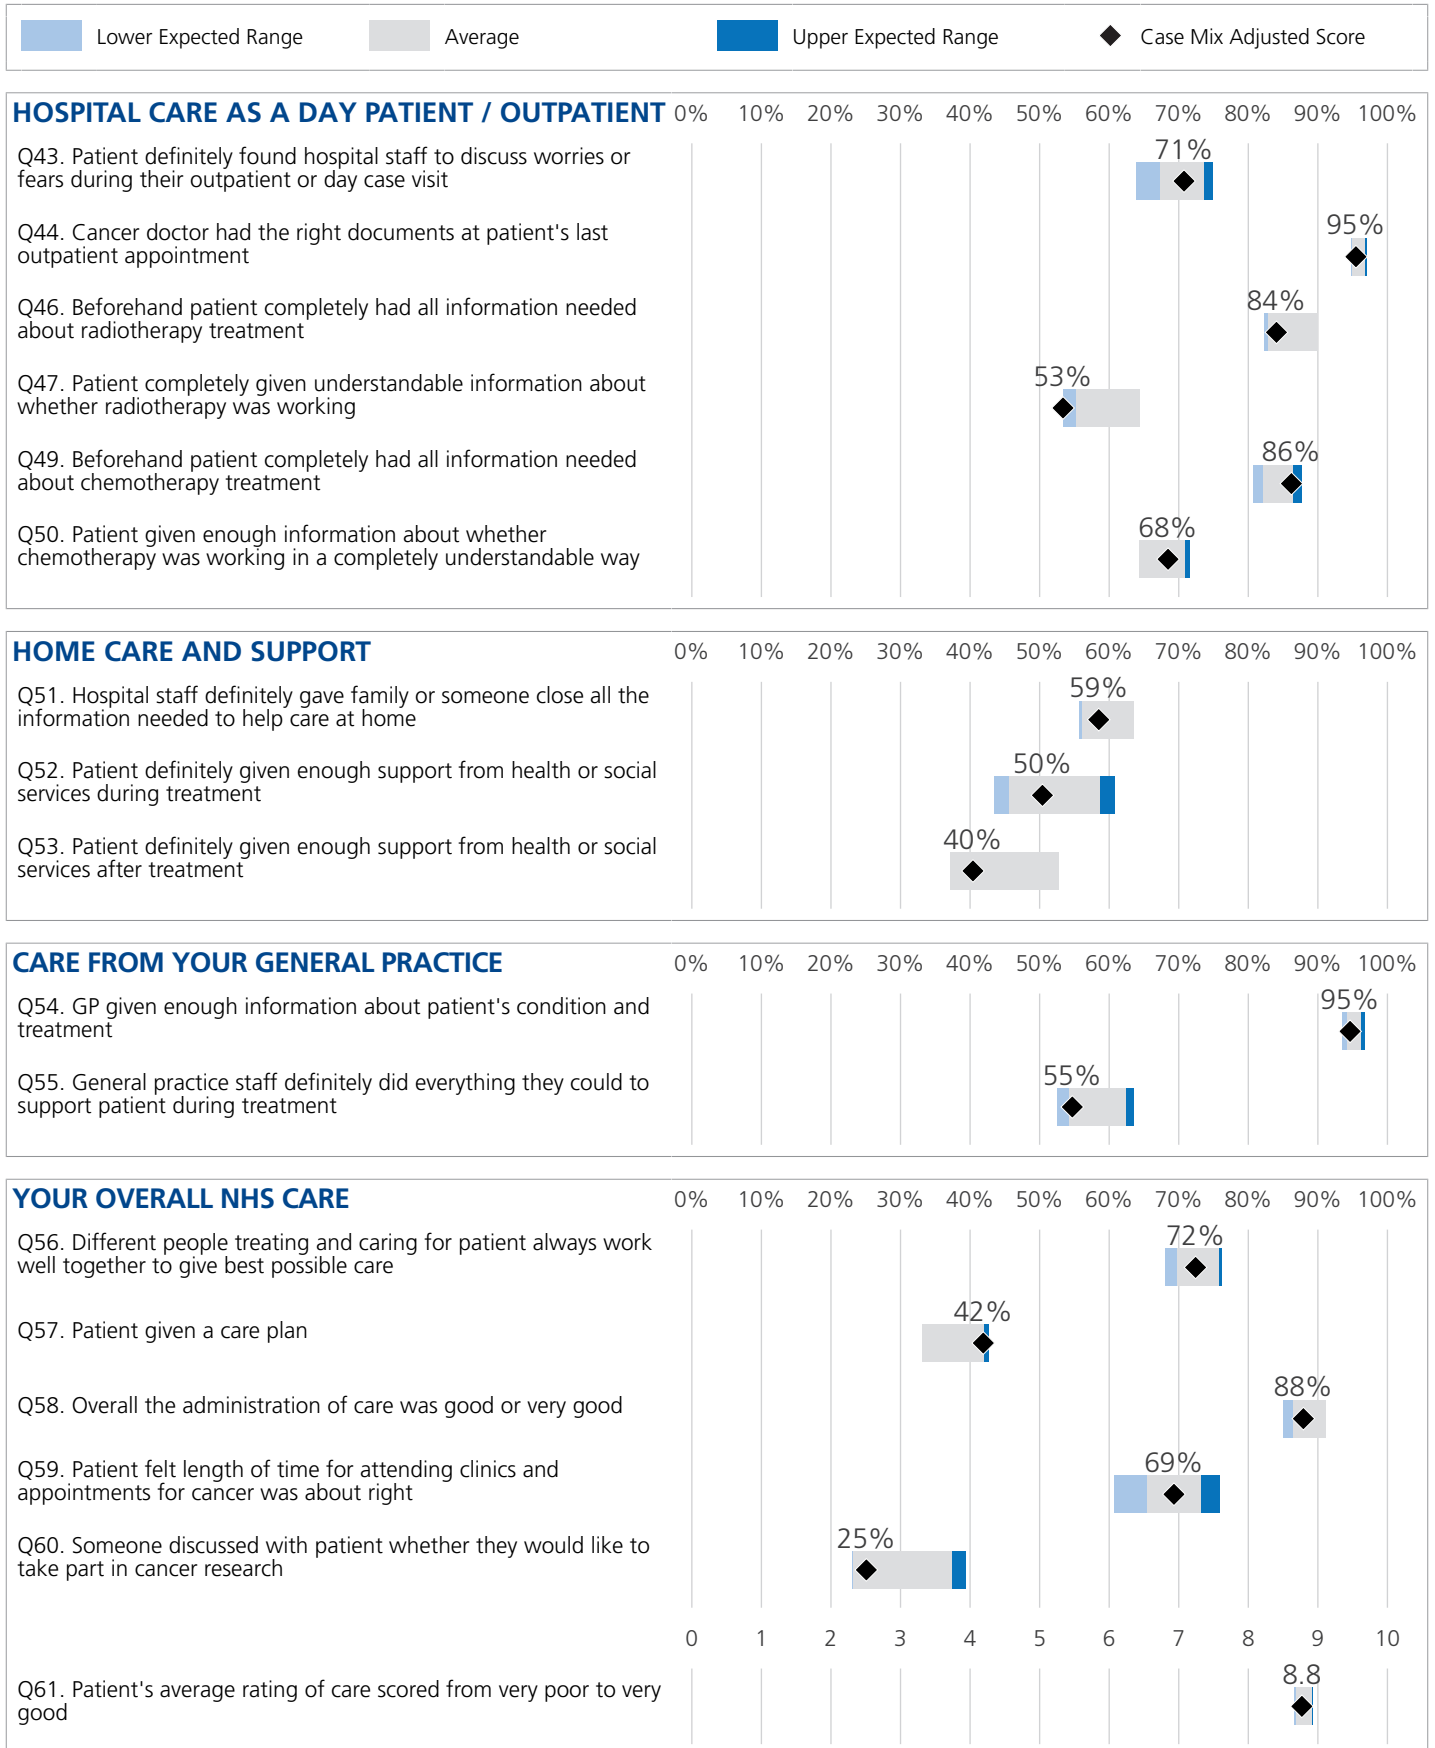 Lower Expected Range Average Upper Expected Range Case Mix Adjusted Score
HOSPITAL CARE AS A DAY PATIENT / OUTPATIENT 0% 10% 20% 30% 40% 50% 60% 70% 80% 90% 100%
Q43. Patient definitely found hospital staff to discuss worries or
fears during their outpatient or day case visit
71%
Q44. Cancer doctor had the right documents at patient's last
outpatient appointment
95%
Q46. Beforehand patient completely had all information needed
about radiotherapy treatment
84%
Q47. Patient completely given understandable information about
whether radiotherapy was working
53%
Q49. Beforehand patient completely had all information needed
about chemotherapy treatment
86%
Q50. Patient given enough information about whether
chemotherapy was working in a completely understandable way
68%
HOME CARE AND SUPPORT 0% 10% 20% 30% 40% 50% 60% 70% 80% 90% 100%
Q51. Hospital staff definitely gave family or someone close all the
information needed to help care at home
59%
Q52. Patient definitely given enough support from health or social
services during treatment
50%
Q53. Patient definitely given enough support from health or social
services after treatment
40%
CARE FROM YOUR GENERAL PRACTICE 0% 10% 20% 30% 40% 50% 60% 70% 80% 90% 100%
Q54. GP given enough information about patient's condition and
treatment
95%
Q55. General practice staff definitely did everything they could to
support patient during treatment
55%
YOUR OVERALL NHS CARE 0% 10% 20% 30% 40% 50% 60% 70% 80% 90% 100%
Q56. Different people treating and caring for patient always work
well together to give best possible care
72%
Q57. Patient given a care plan
42%
Q58. Overall the administration of care was good or very good
88%
Q59. Patient felt length of time for attending clinics and
appointments for cancer was about right
69%
Q60. Someone discussed with patient whether they would like to
take part in cancer research
25%
0 1 2 3 4 5 6 7 8 9 10
Q61. Patient's average rating of care scored from very poor to very
good
8.8